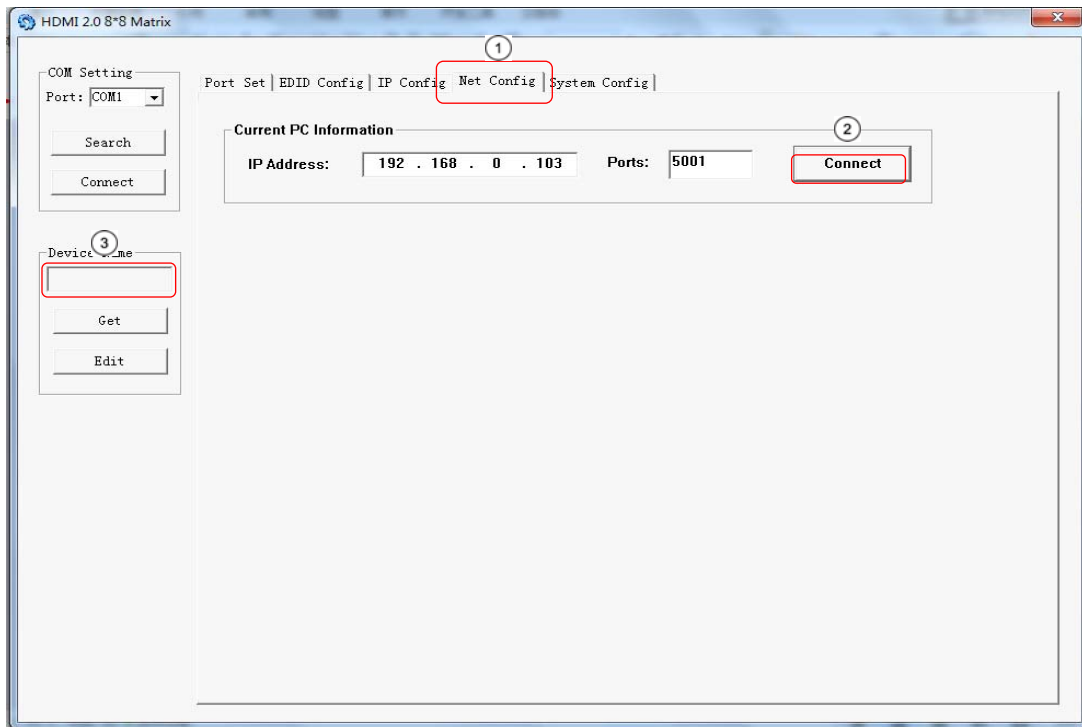 HDMI 2.0 8*8 Matrix
1
COM Setting
Port: COM1
Search
Connect
Port Set EDID Config IP Config Net Config System Config
Current PC Information
2
IP Address: 192 . 168 . 0 . 103 Ports: 5001 Connect
3
Device
Get
Edit